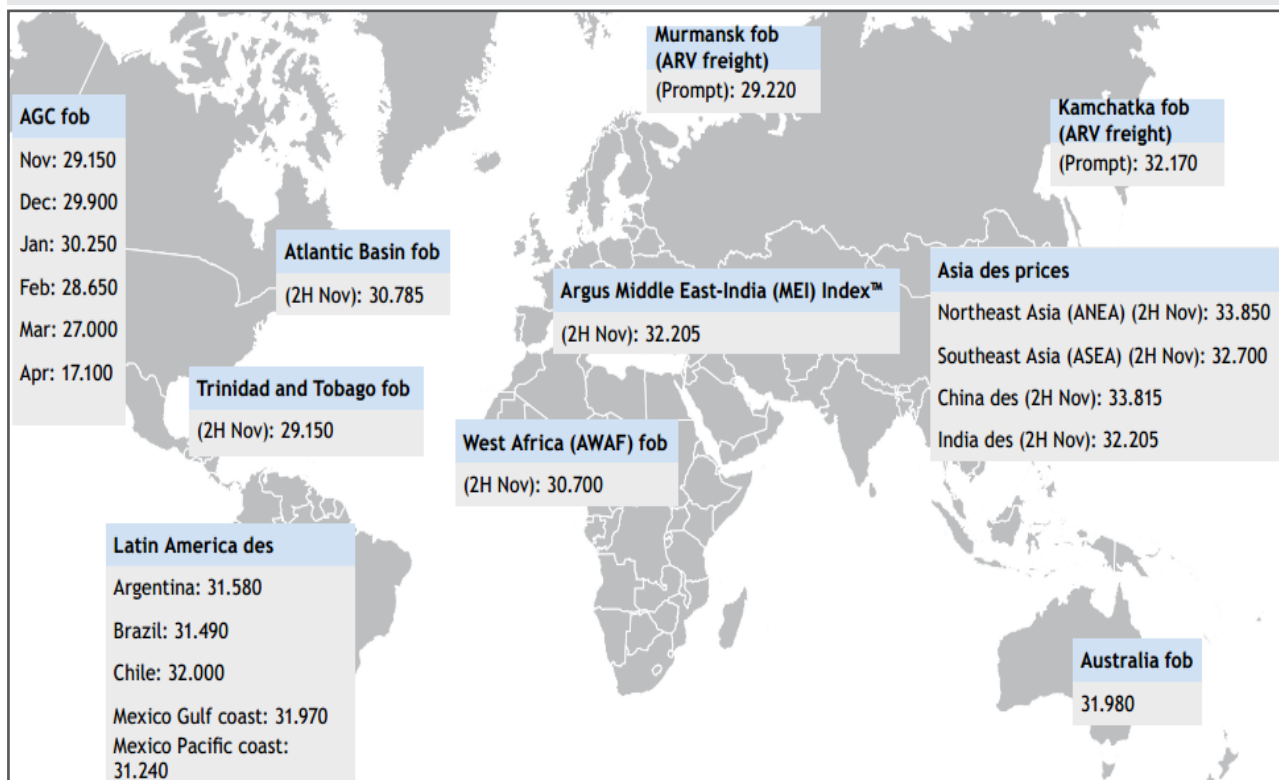 Murmansk fob
(ARV freight)
(Prompt): 29.220
AGC fob
Nov: 29.150
Dec: 29.900
Jan: 30.250
Feb: 28.650
Mar: 27.000
Apr: 17.100
Kamchatka fob
(ARV freight)
(Prompt): 32.170
Atlantic Basin fob
(2H Nov): 30.785
Argus Middle East-India (MEI) Index™
(2H Nov): 32.205
Asia des prices
Northeast Asia (ANEA) (2H Nov): 33.850
Southeast Asia (ASEA) (2H Nov): 32.700
China des (2H Nov): 33.815
India des (2H Nov): 32.205
Trinidad and Tobago fob
(2H Nov): 29.150
West Africa (AWAF) fob
(2H Nov): 30.700
Latin America des
Argentina: 31.580
Brazil: 31.490
Chile: 32.000
Mexico Gulf coast: 31.970
Mexico Pacific coast:
31.240
Australia fob
31.980